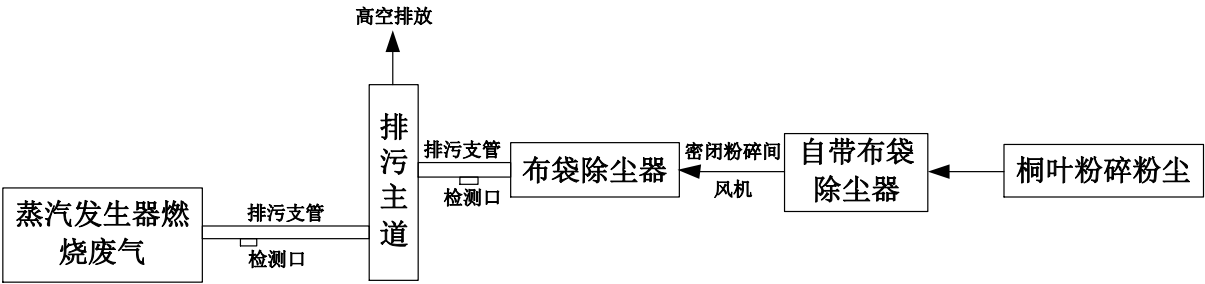 高空排放
排污主道
排污支管
检测口
蒸汽发生器燃
烧废气
排污支管
检测口
布袋除尘器
密闭粉碎间
风机
自带布袋
除尘器
桐叶粉碎粉尘